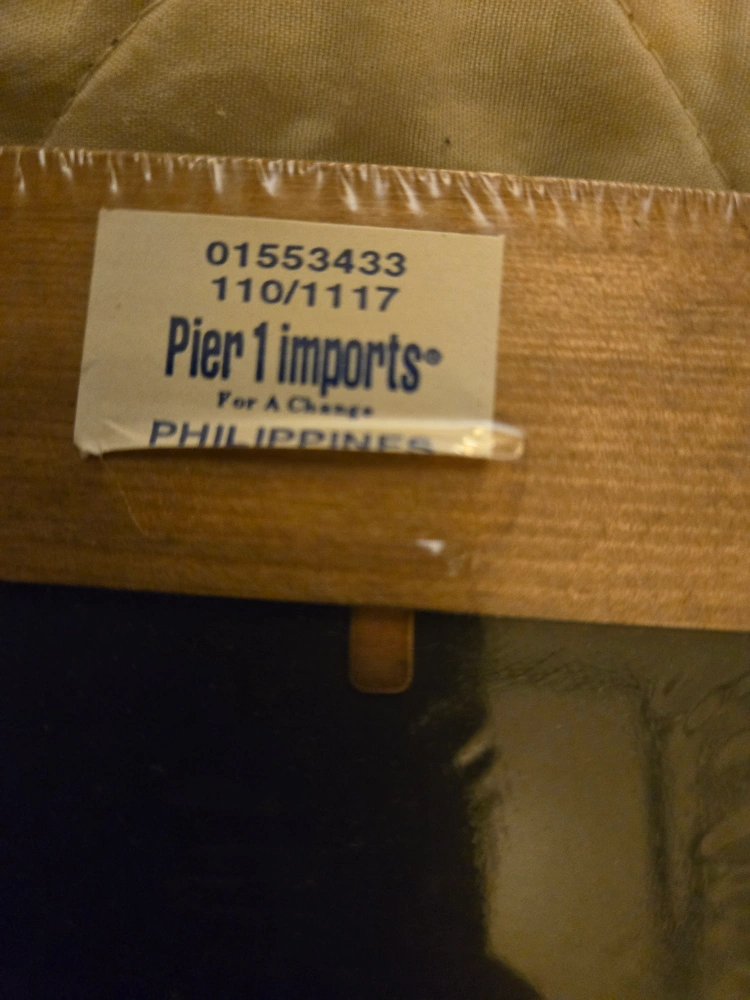 01553433
110/1117
Pier 1 imports®
For A Change
PHILIPPINES